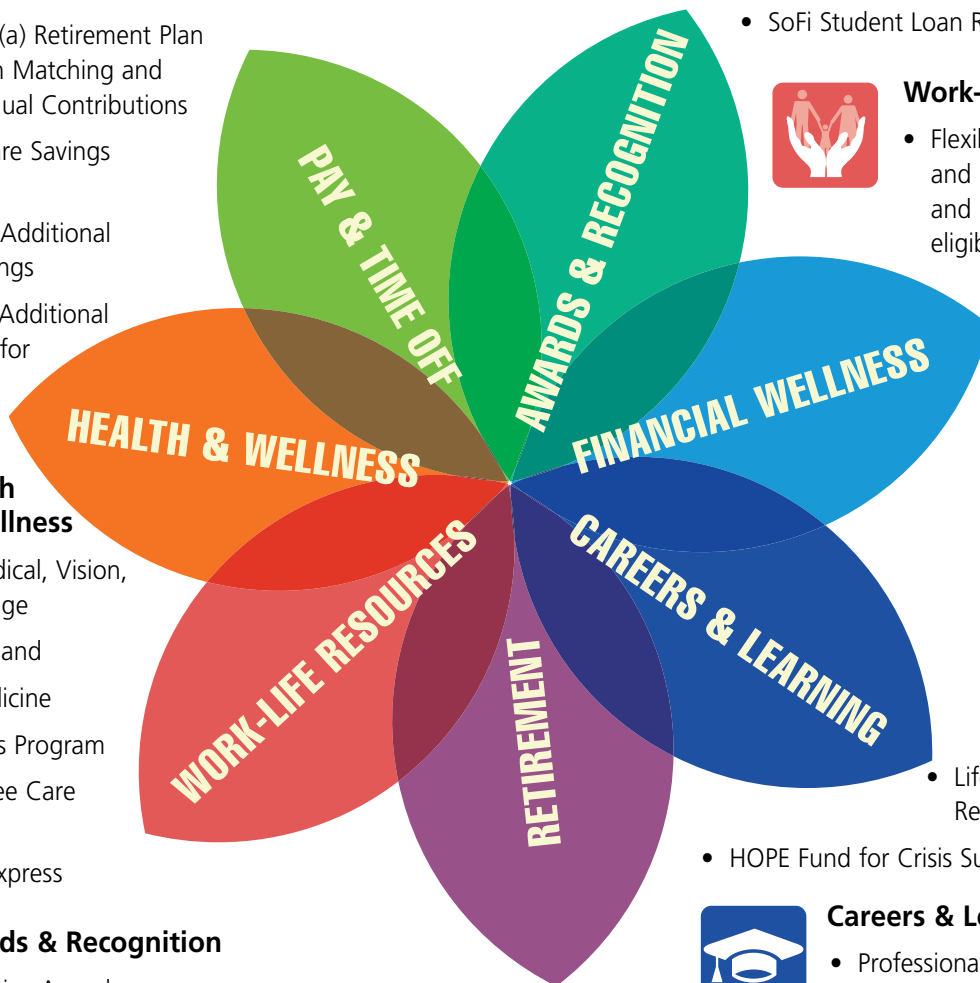 (a) Retirement Plan
Matching and
ual Contributions
re Savings
Additional
ngs
Additional
for
h
llness
dical, Vision,
ge
and
dicine
s Program
ee Care
xpress
ds & Recognition
PAY & TIME OFF
AWARDS & RECOGNITION
FINANCIAL WELLNESS
HEALTH & WELLNESS
CAREERS & LEARNING
WORK-LIFE RESOURCES
RETIREMENT
• SoFi Student Loan R
Work-
• Flexi
and
and
eligib
• Lif
Re
• HOPE Fund for Crisis Su
Careers & Le
• Professiona